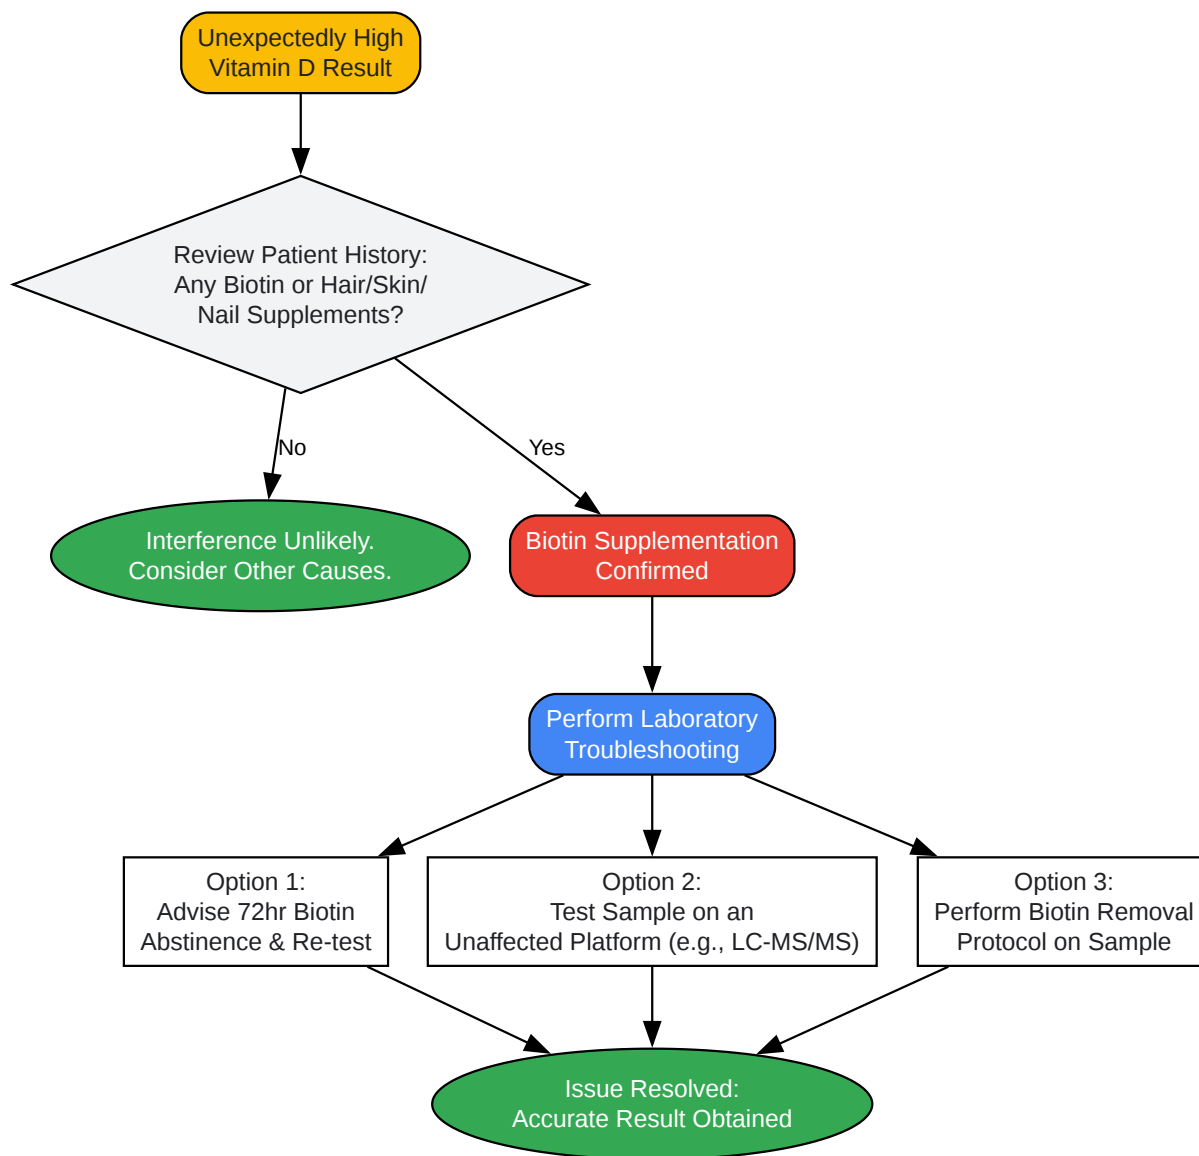 Unexpectedly High
Vitamin D Result
Review Patient History:
Any Biotin or Hair/Skin/
Nail Supplements?
No
Yes
Interference Unlikely.
Consider Other Causes.
Biotin Supplementation
Confirmed
Perform Laboratory
Troubleshooting
Option 1:
Advise 72hr Biotin
Abstinence & Re-test
Option 2:
Test Sample on an
Unaffected Platform (e.g., LC-MS/MS)
Option 3:
Perform Biotin Removal
Protocol on Sample
Issue Resolved:
Accurate Result Obtained